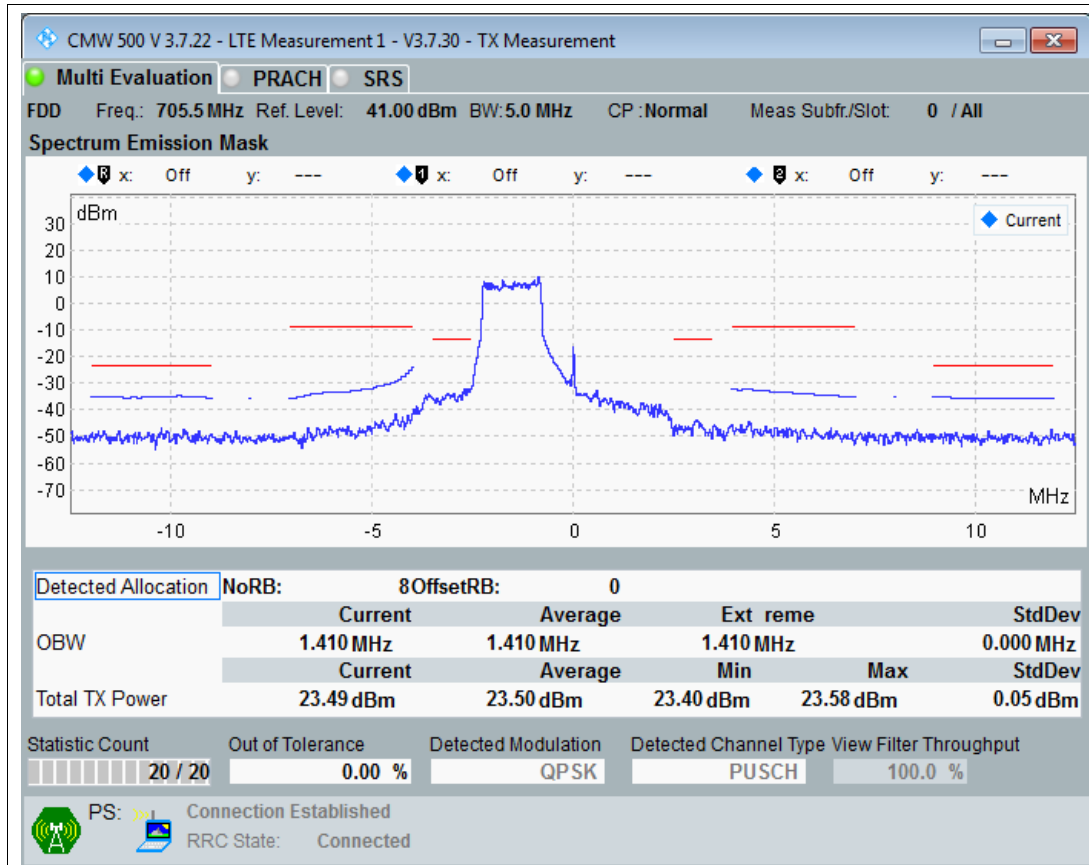 CMW 500 V 3.7.22 - LTE Measurement 1 - V3.7.30 - TX Measurement
Multi Evaluation PRACH SRS
FDD Freq.: 705.5 MHz Ref. Level: 41.00 dBm BW: 5.0 MHz CP : Normal Meas Subfr./Slot: 0 / All
Spectrum Emission Mask
R x: Off y: --- 1 x: Off y: --- 2 x: Off y: ---
dBm
Current
30
20
10
0
-10
-20
-30
-40
-50
-60
-70
MHz
-10 -5 0 5 10
Detected Allocation NoRB: 8 OffsetRB: 0
Current Average Ext reme StdDev
OBW 1.410 MHz 1.410 MHz 1.410 MHz 0.000 MHz
Current Average Min Max StdDev
Total TX Power 23.49 dBm 23.50 dBm 23.40 dBm 23.58 dBm 0.05 dBm
Statistic Count Out of Tolerance Detected Modulation Detected Channel Type View Filter Throughput
20 / 20 0.00 % QPSK PUSCH 100.0 %
PS: Connection Established
RRC State: Connected